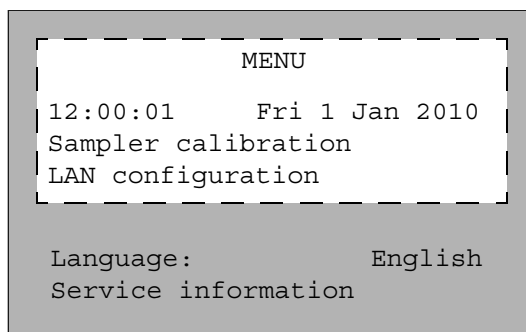 MENU
12:00:01 Fri 1 Jan 2010
Sampler calibration
LAN configuration
Language: English
Service information